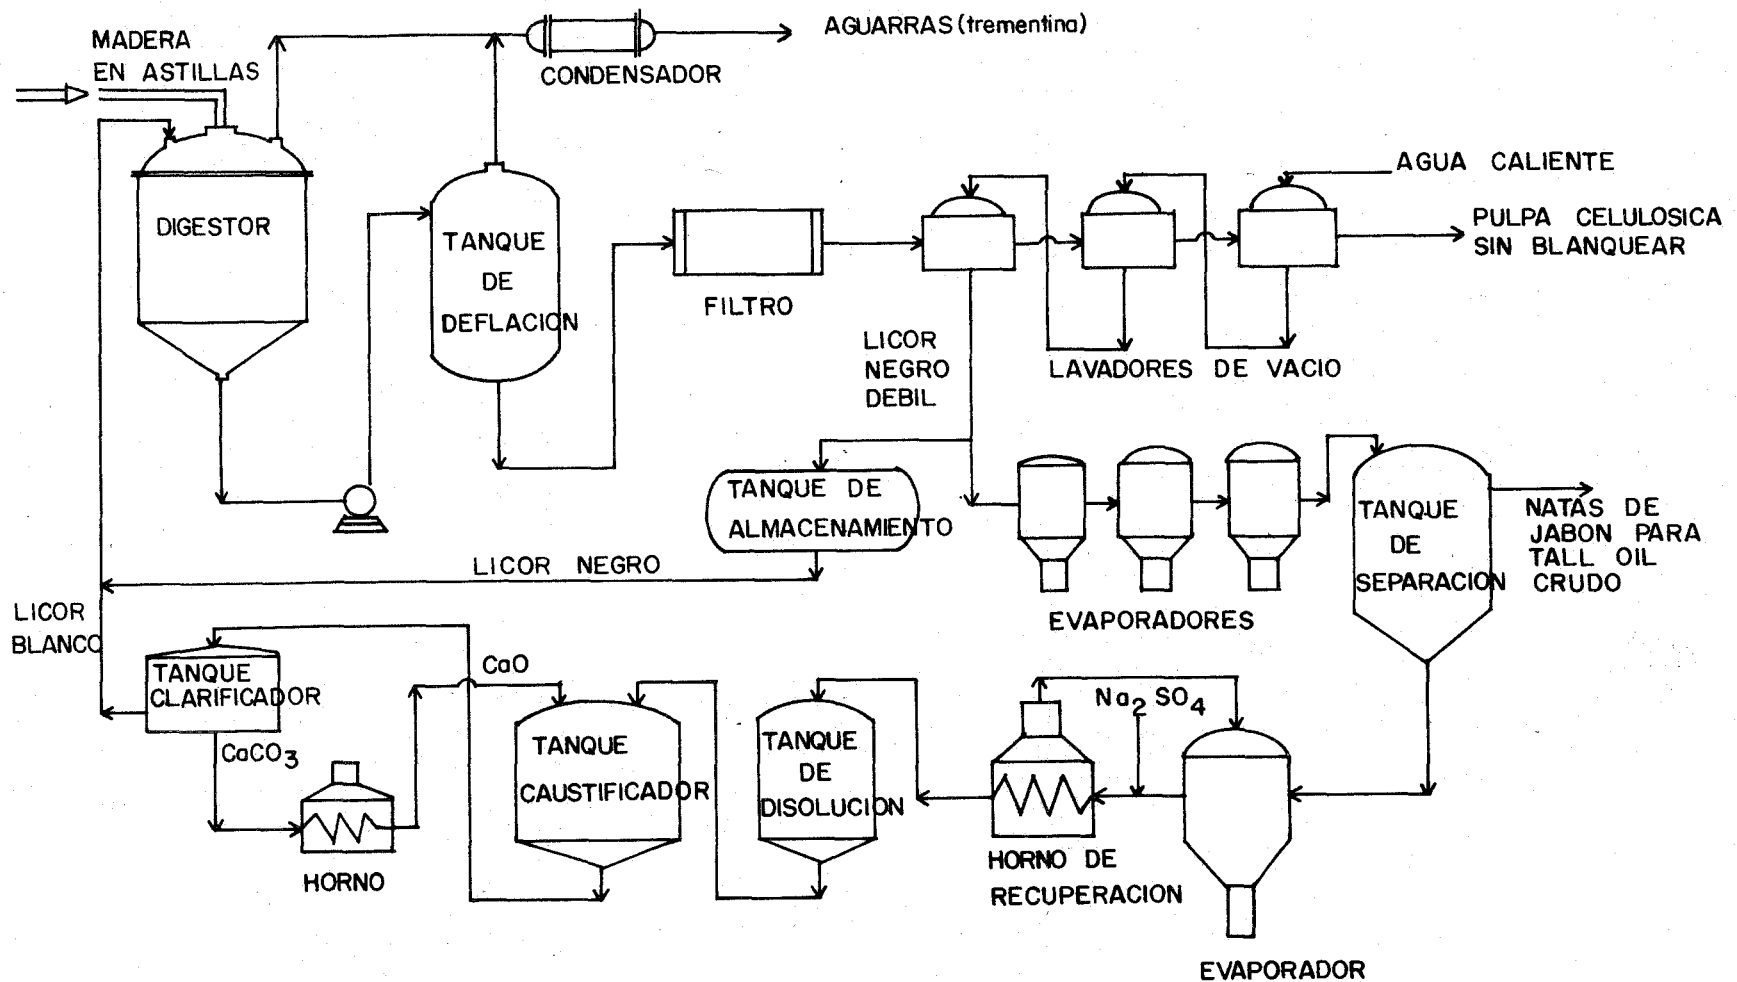 MADERA
EN ASTILLAS
AGUARRAS (trementina)
CONDENSADOR
DIGESTOR
TANQUE
DE
DEFLACION
FILTRO
AGUA CALIENTE
PULPA CELULOSICA
SIN BLANQUEAR
LICOR
NEGRO
DEBIL
LAVADORES DE VACIO
TANQUE DE
ALMACENAMIENTO
EVAPORADORES
TANQUE
DE
SEPARACION
NATAS DE
JABON PARA
TALL OIL
CRUDO
LICOR NEGRO
LICOR
BLANCO
TANQUE
CLARIFICADOR
CaCO3
HORNO
CaO
TANQUE
CAUSTIFICADOR
TANQUE
DE
DISOLUCION
Na2SO4
HORNO DE
RECUPERACION
EVAPORADOR